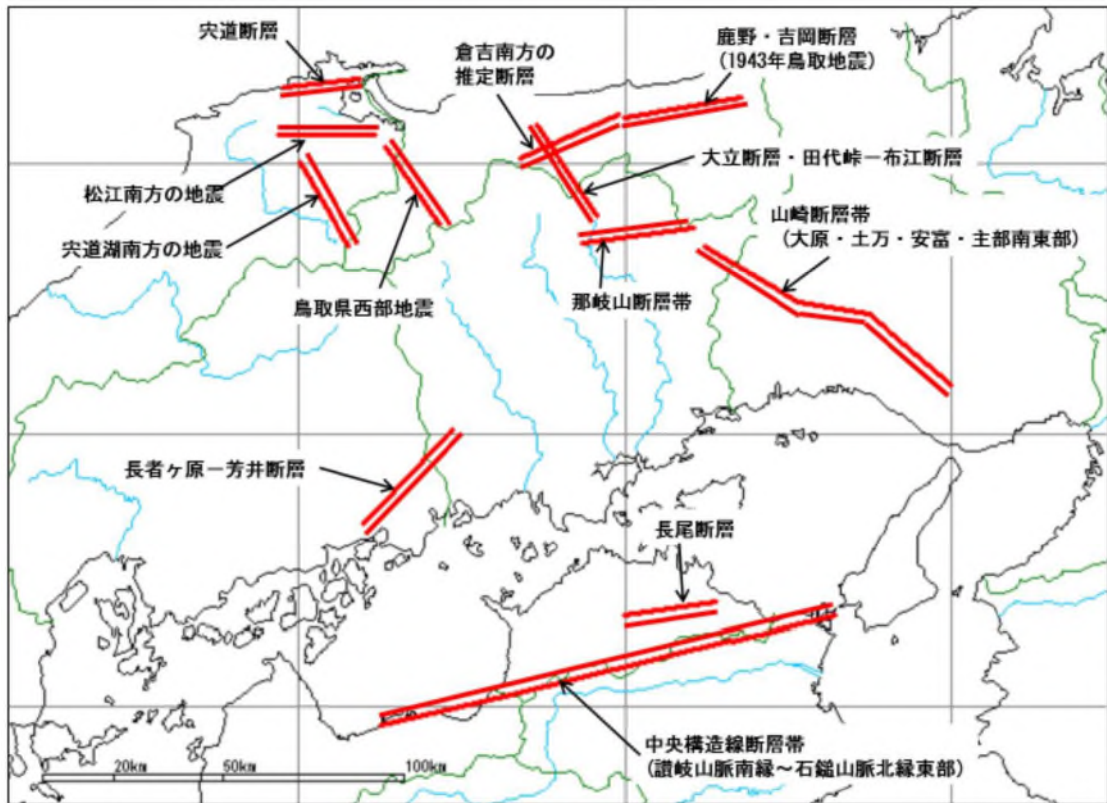 宍道断層
倉吉南方の
推定断層
鹿野・吉岡断層
(1943年鳥取地震)
大立断層・田代峠－布江断層
松江南方の地震
山崎断層帯
(大原・土万・安富・主部南東部)
宍道湖南方の地震
鳥取県西部地震
那岐山断層帯
長者ヶ原－芳井断層
長尾断層
中央構造線断層帯
(讃岐山脈南縁～石鎚山脈北縁東部)
0 20km 50km 100km